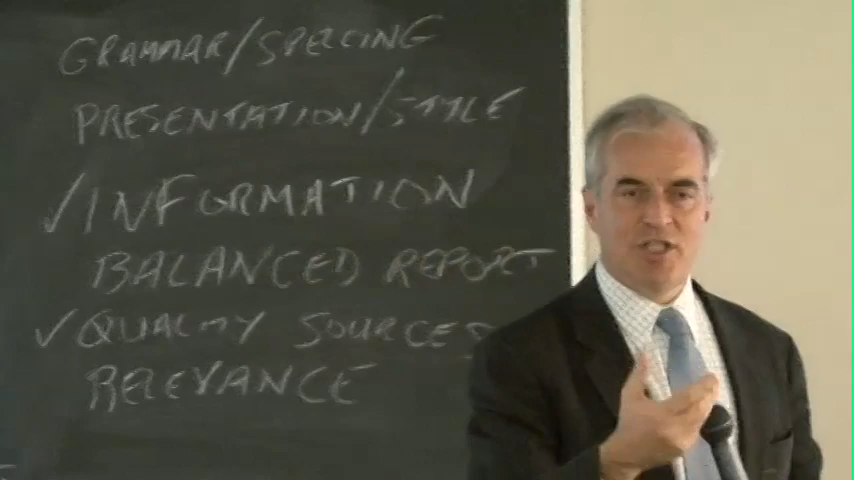 GRAMMAR/SPELLING
PRESENTATION/STYLE
✓INFORMATION
BALANCED REPORT
✓QUALITY SOURCES
RELEVANCE